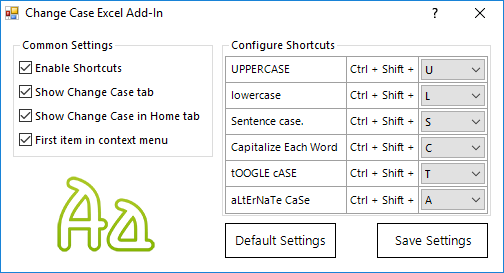 Change Case Excel Add-In
?
Common Settings
Enable Shortcuts
Show Change Case tab
Show Change Case in Home tab
First item in context menu
Aa
Configure Shortcuts
UPPERCASE Ctrl + Shift + U
lowercase Ctrl + Shift + L
Sentence case. Ctrl + Shift + S
Capitalize Each Word Ctrl + Shift + C
tOOGLE cASE Ctrl + Shift + T
aLtErNaTe CaSe Ctrl + Shift + A
Default Settings Save Settings